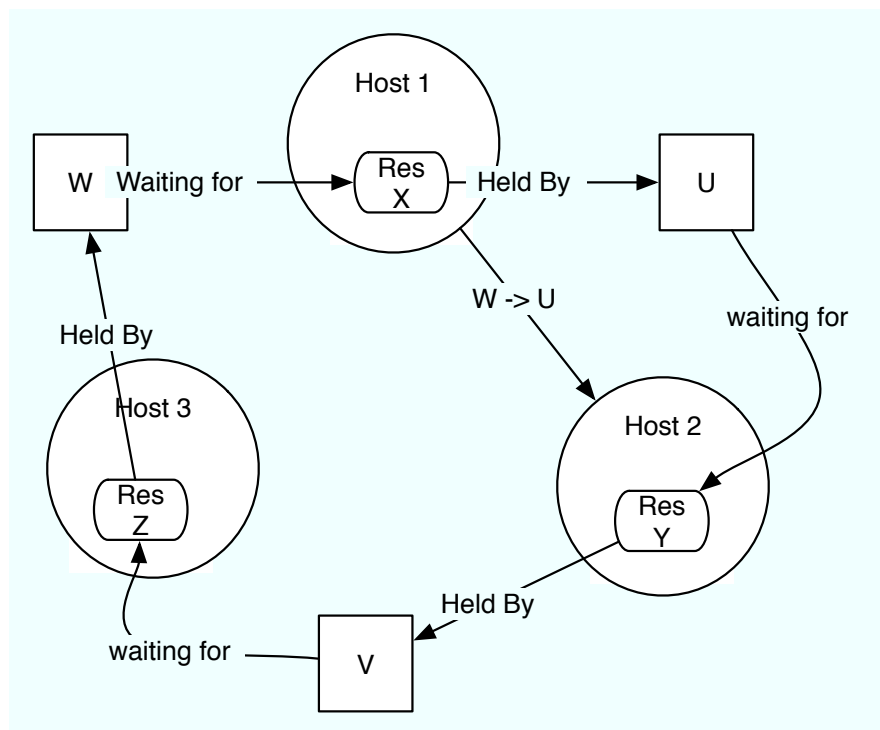 Host 1
Res
X
W
Waiting for
Held By
U
W -> U
waiting for
Held By
Host 3
Host 2
Res
Z
Res
Y
Held By
waiting for
V